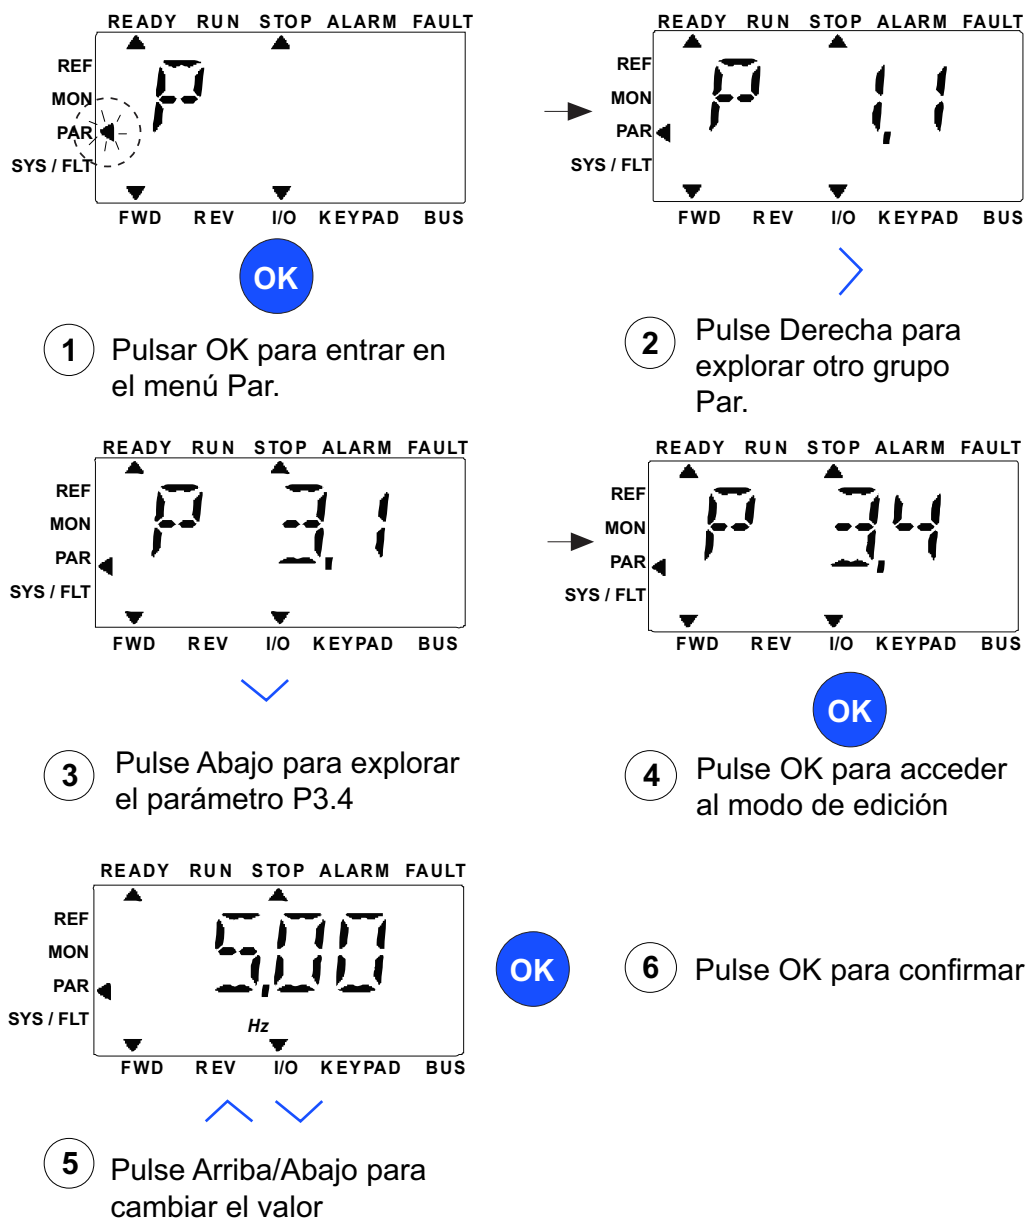 READY RUN STOP ALARM FAULT
REF
MON
PAR
SYS / FLT
P
FWD REV I/O KEYPAD BUS
OK
1 Pulsar OK para entrar en
el menú Par.
READY RUN STOP ALARM FAULT
REF
MON
PAR
SYS / FLT
P 1.1
FWD REV I/O KEYPAD BUS
2 Pulse Derecha para
explorar otro grupo
Par.
READY RUN STOP ALARM FAULT
REF
MON
PAR
SYS / FLT
P 3.1
FWD REV I/O KEYPAD BUS
3 Pulse Abajo para explorar
el parámetro P3.4
READY RUN STOP ALARM FAULT
REF
MON
PAR
SYS / FLT
P 3.4
FWD REV I/O KEYPAD BUS
OK
4 Pulse OK para acceder
al modo de edición
READY RUN STOP ALARM FAULT
REF
MON
PAR
SYS / FLT
5.00
Hz
FWD REV I/O KEYPAD BUS
5 Pulse Arriba/Abajo para
cambiar el valor
OK
6 Pulse OK para confirmar